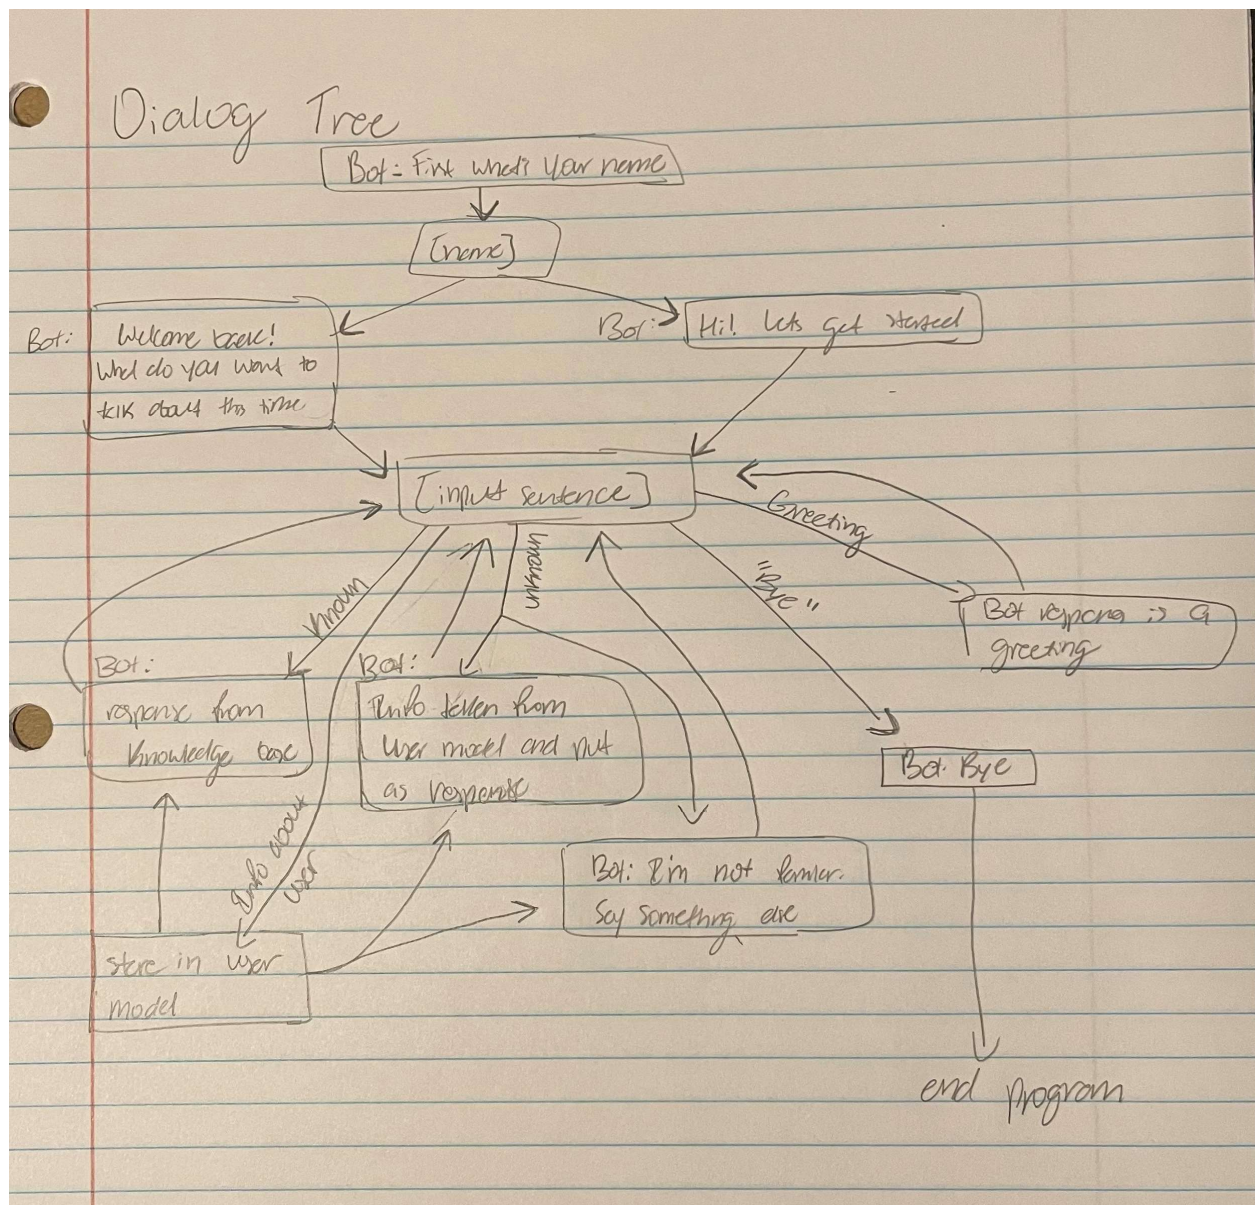 Dialog Tree
Bot = First what's your name
[name]
Bot:
Welcome back!
What do you want to
talk about this time
Bot:
Hi! Lets get started
[input sentence]
Greeting
unknown
known
"Bye"
Bot is a
greeting
Bot:
response from
knowledge base
Bot:
Info taken from
user model and put
as response
Bot: Bye
Info about
user
Bot: I'm not
Say something else
store in user
model
end program